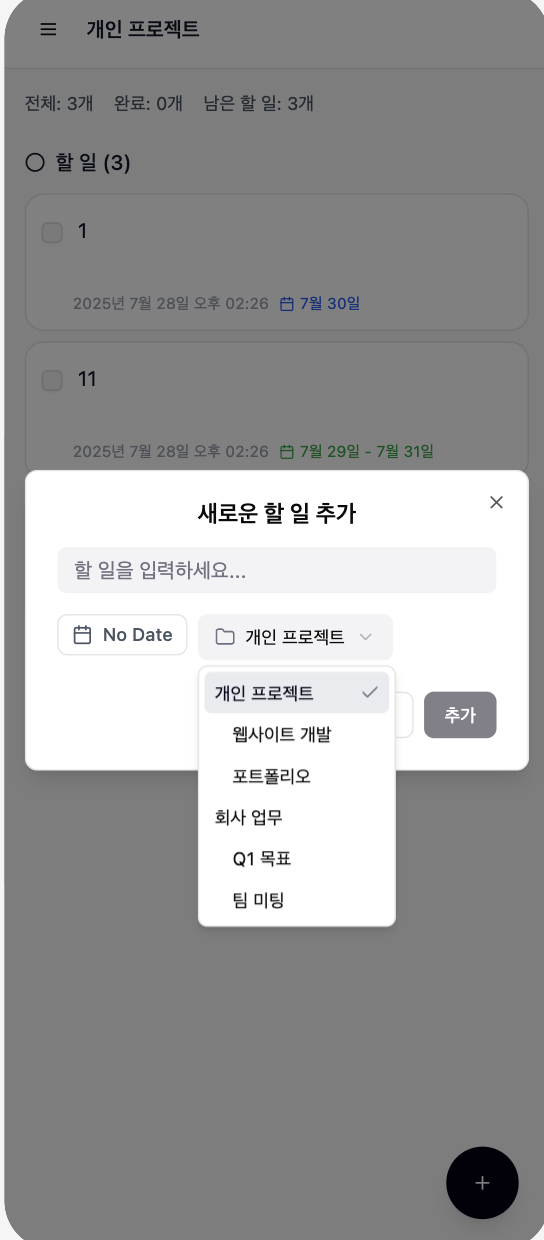 개인 프로젝트
전체: 3개 완료: 0개 남은 할 일: 3개
할 일 (3)
1
2025년 7월 28일 오후 02:26 7월 30일
11
2025년 7월 28일 오후 02:26 7월 29일 - 7월 31일
새로운 할 일 추가
할 일을 입력하세요...
No Date 개인 프로젝트
개인 프로젝트
추가
웹사이트 개발
포트폴리오
회사 업무
Q1 목표
팀 미팅